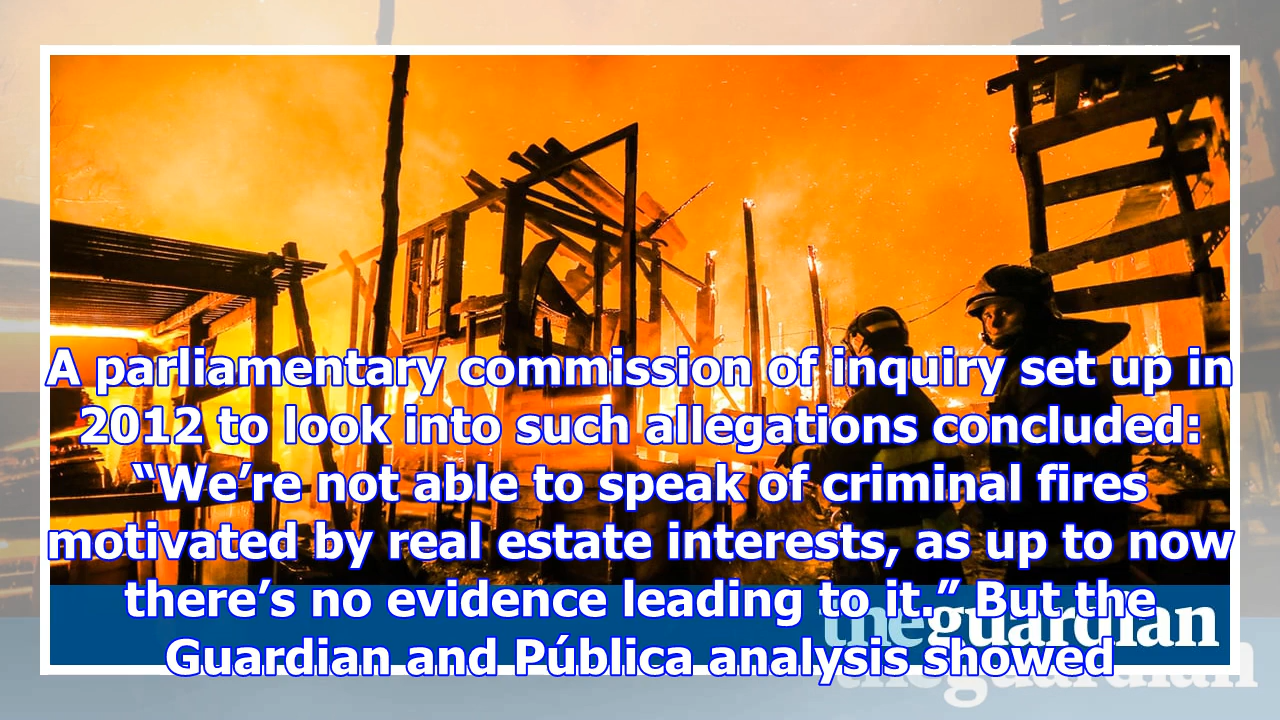 A parliamentary commission of inquiry set up in
2012 to look into such allegations concluded:
“We’re not able to speak of criminal fires
motivated by real estate interests, as up to now
there’s no evidence leading to it.” But the
Guardian and Pública analysis showed
theguardian
theguardian